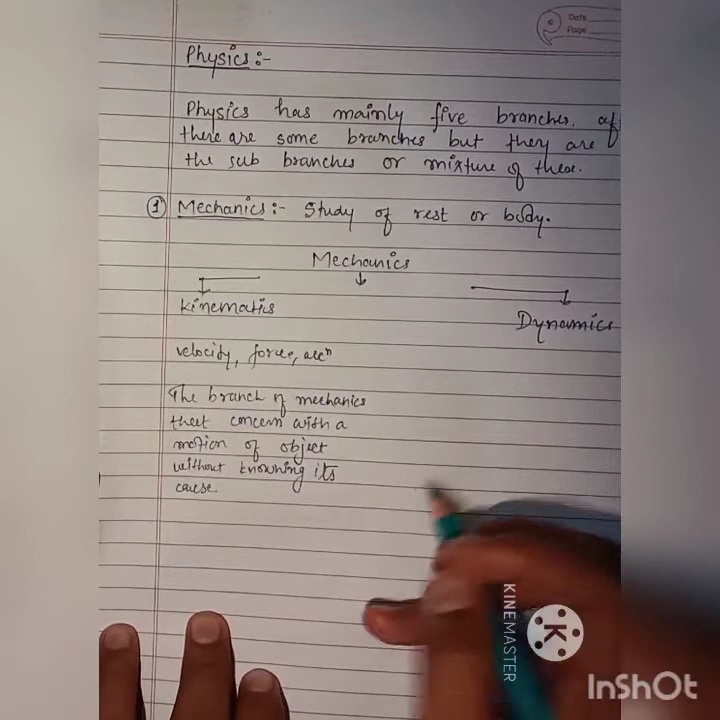 Date
Page
Physics:-
Physics has mainly five branches. af
there are some branches but they are
the sub branches or mixture of these.
1 Mechanics:- Study of rest or body.
Mechanics
Kinematics
Dynamics
velocity, force, accⁿ
The branch of mechanics
that concern with a
motion of object
without knowing its
cause.
KINEMASTER
InShOt